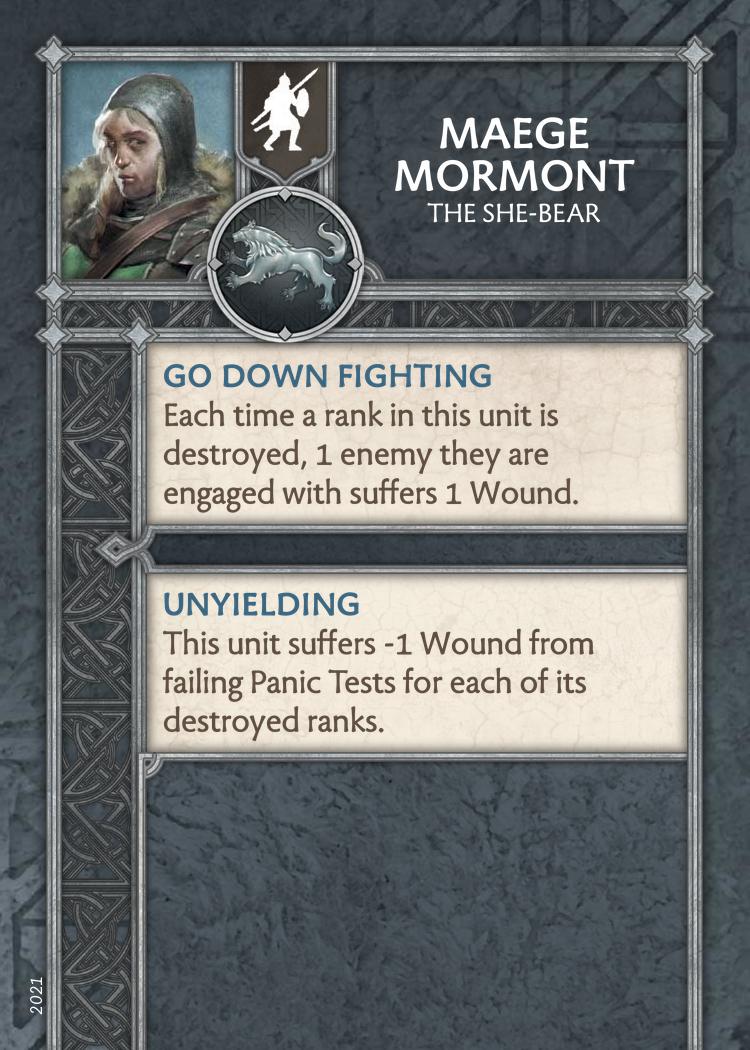 MAEGE
MORMONT
THE SHE-BEAR
GO DOWN FIGHTING
Each time a rank in this unit is
destroyed, 1 enemy they are
engaged with suffers 1 Wound.
UNYIELDING
This unit suffers -1 Wound from
failing Panic Tests for each of its
destroyed ranks.
2021